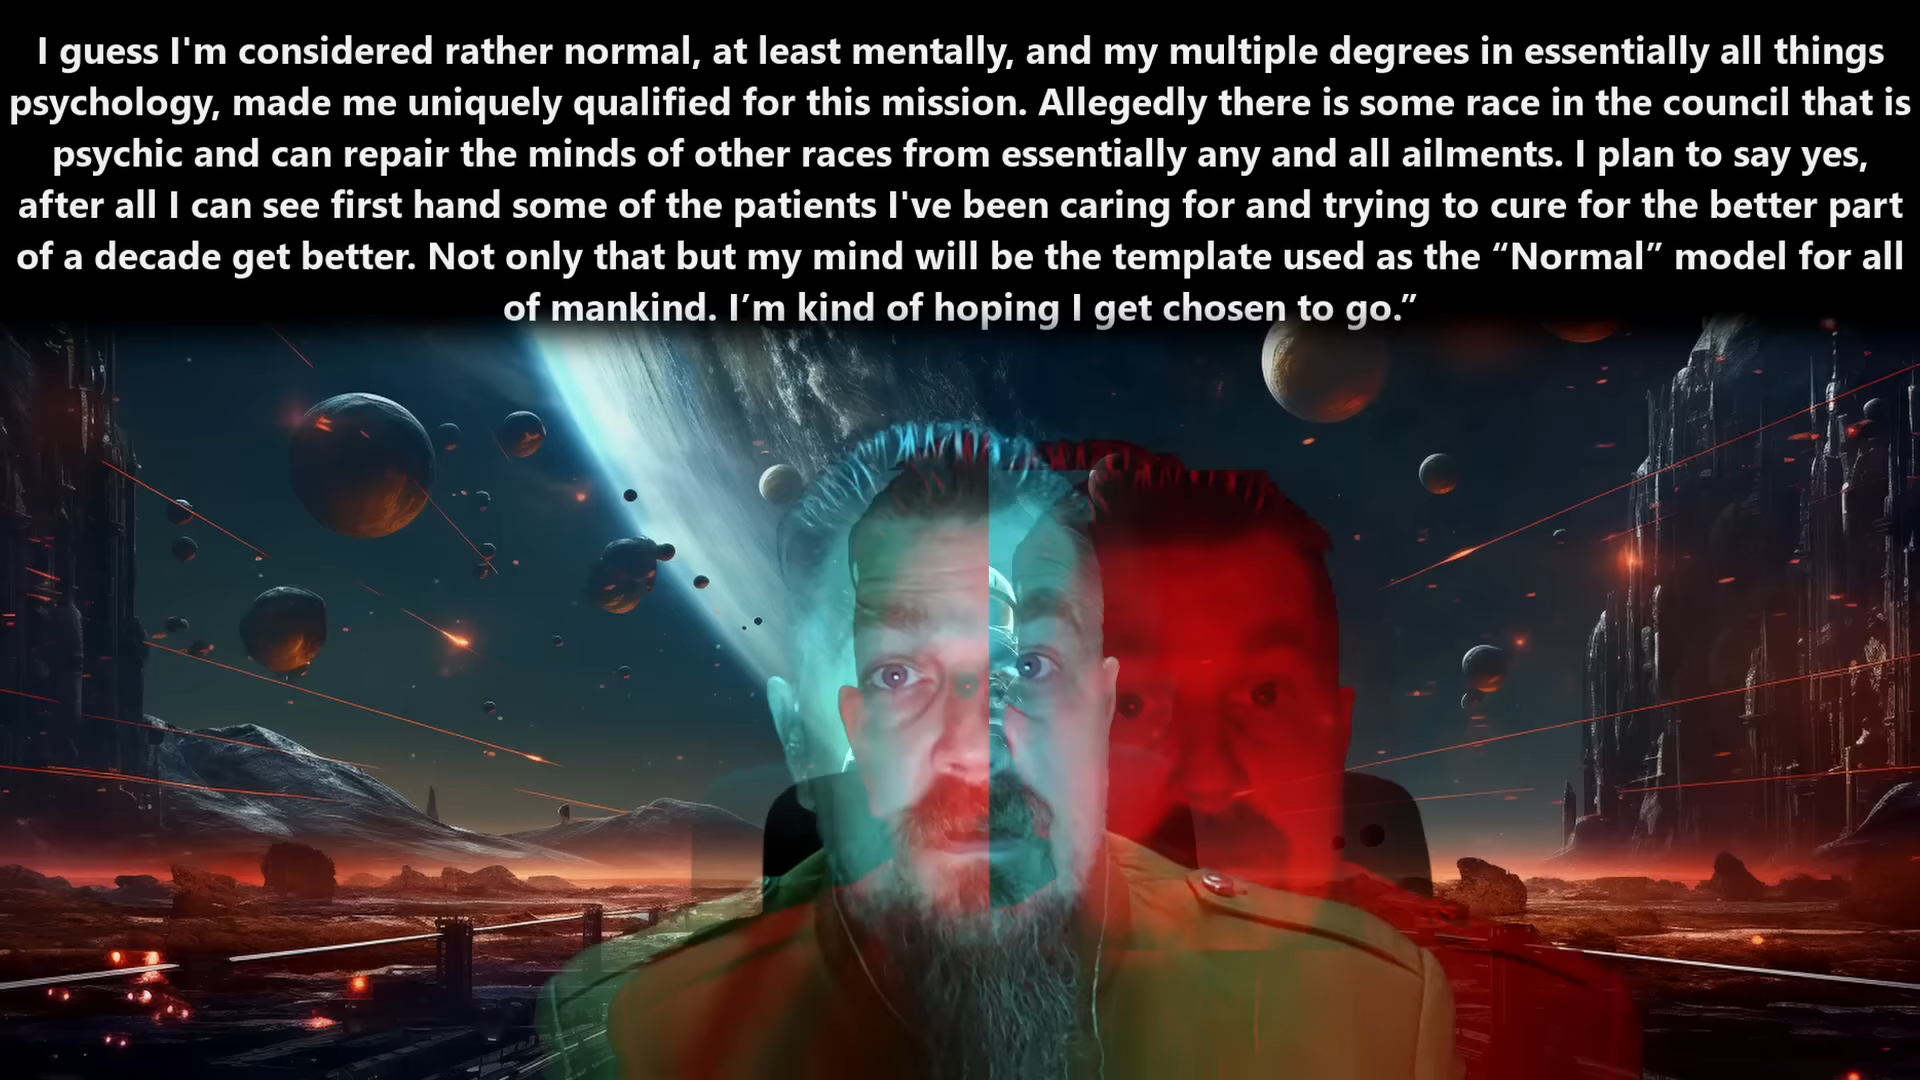 I guess I'm considered rather normal, at least mentally, and my multiple degrees in essentially all things
psychology, made me uniquely qualified for this mission. Allegedly there is some race in the council that is
psychic and can repair the minds of other races from essentially any and all ailments. I plan to say yes,
after all I can see first hand some of the patients I've been caring for and trying to cure for the better part
of a decade get better. Not only that but my mind will be the template used as the “Normal” model for all
of mankind. I’m kind of hoping I get chosen to go.”